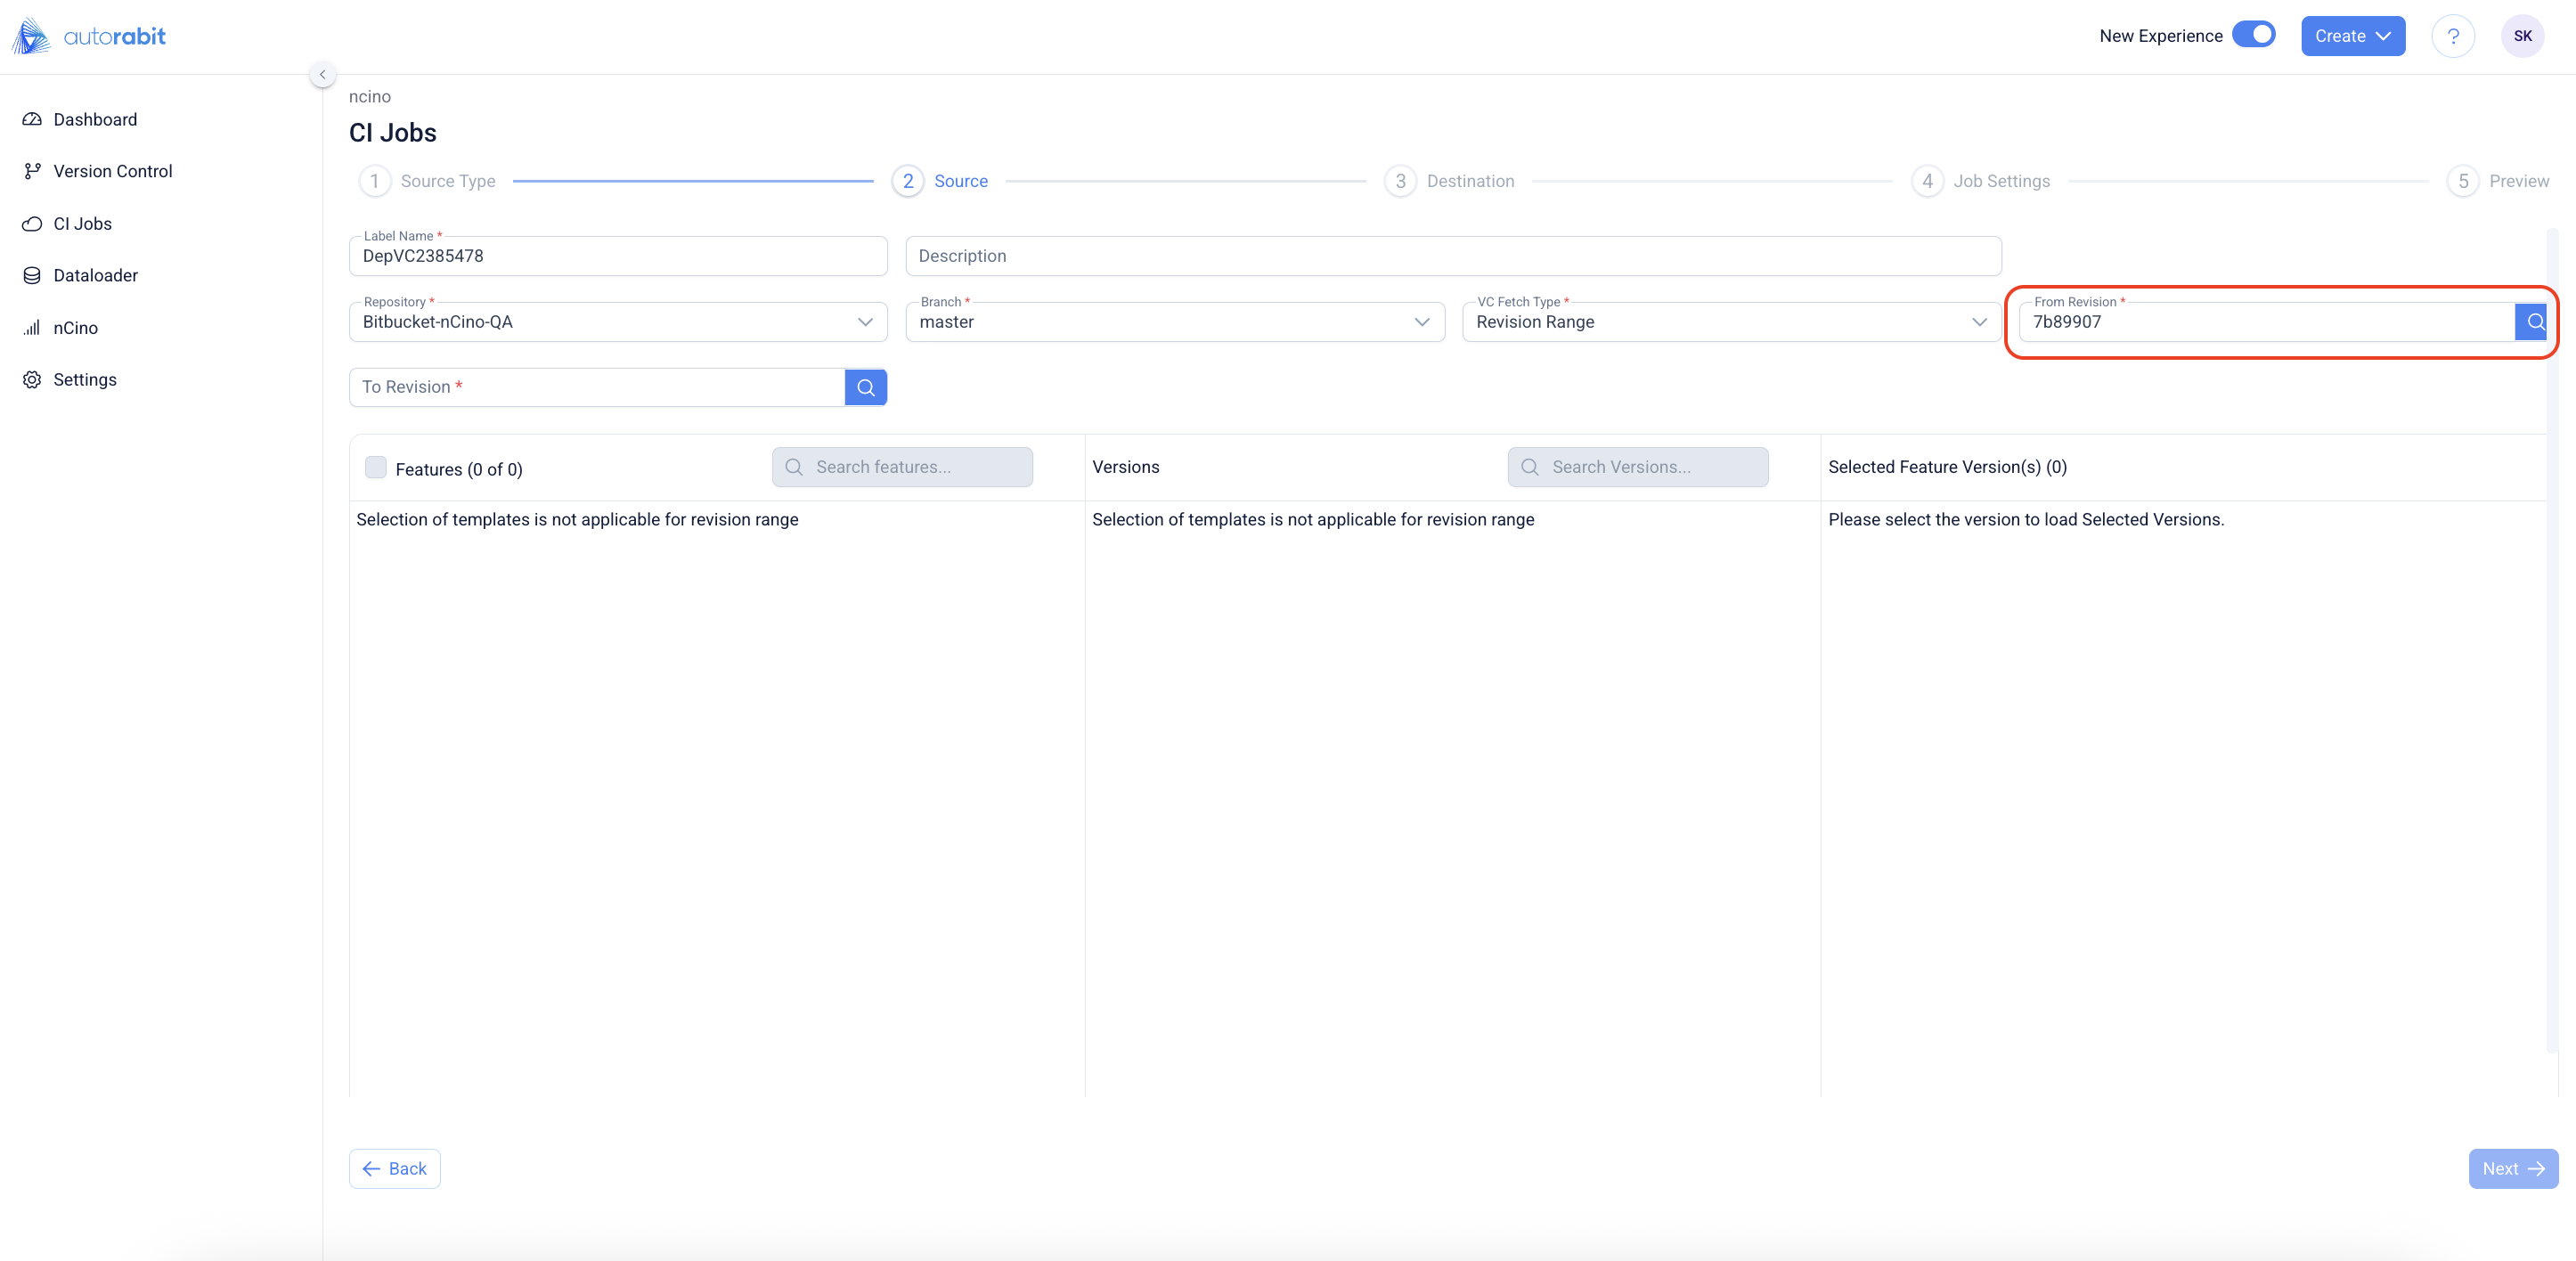 autorabit
New Experience
Create
?
SK
Dashboard
Version Control
CI Jobs
Dataloader
nCino
Settings
ncino
CI Jobs
1 Source Type
2 Source
3 Destination
4 Job Settings
5 Preview
Label Name *
DepVC2385478
Description
Repository *
Bitbucket-nCino-QA
Branch *
master
VC Fetch Type *
Revision Range
From Revision *
7b89907
To Revision *
Features (0 of 0)
Search features...
Versions
Search Versions...
Selected Feature Version(s) (0)
Selection of templates is not applicable for revision range
Selection of templates is not applicable for revision range
Please select the version to load Selected Versions.
Back
Next